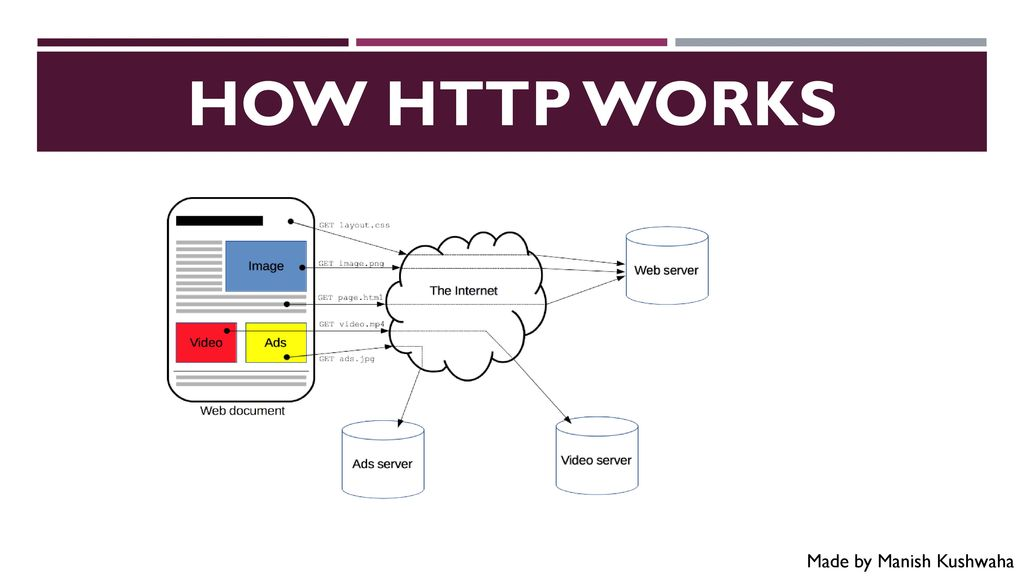 HOW HTTP WORKS
GET layout.css
GET image.png
Image
Web server
The Internet
GET page.html
GET video.mp4
Video
Ads
GET ads.jpg
Web document
Ads server
Video server
Made by Manish Kushwaha